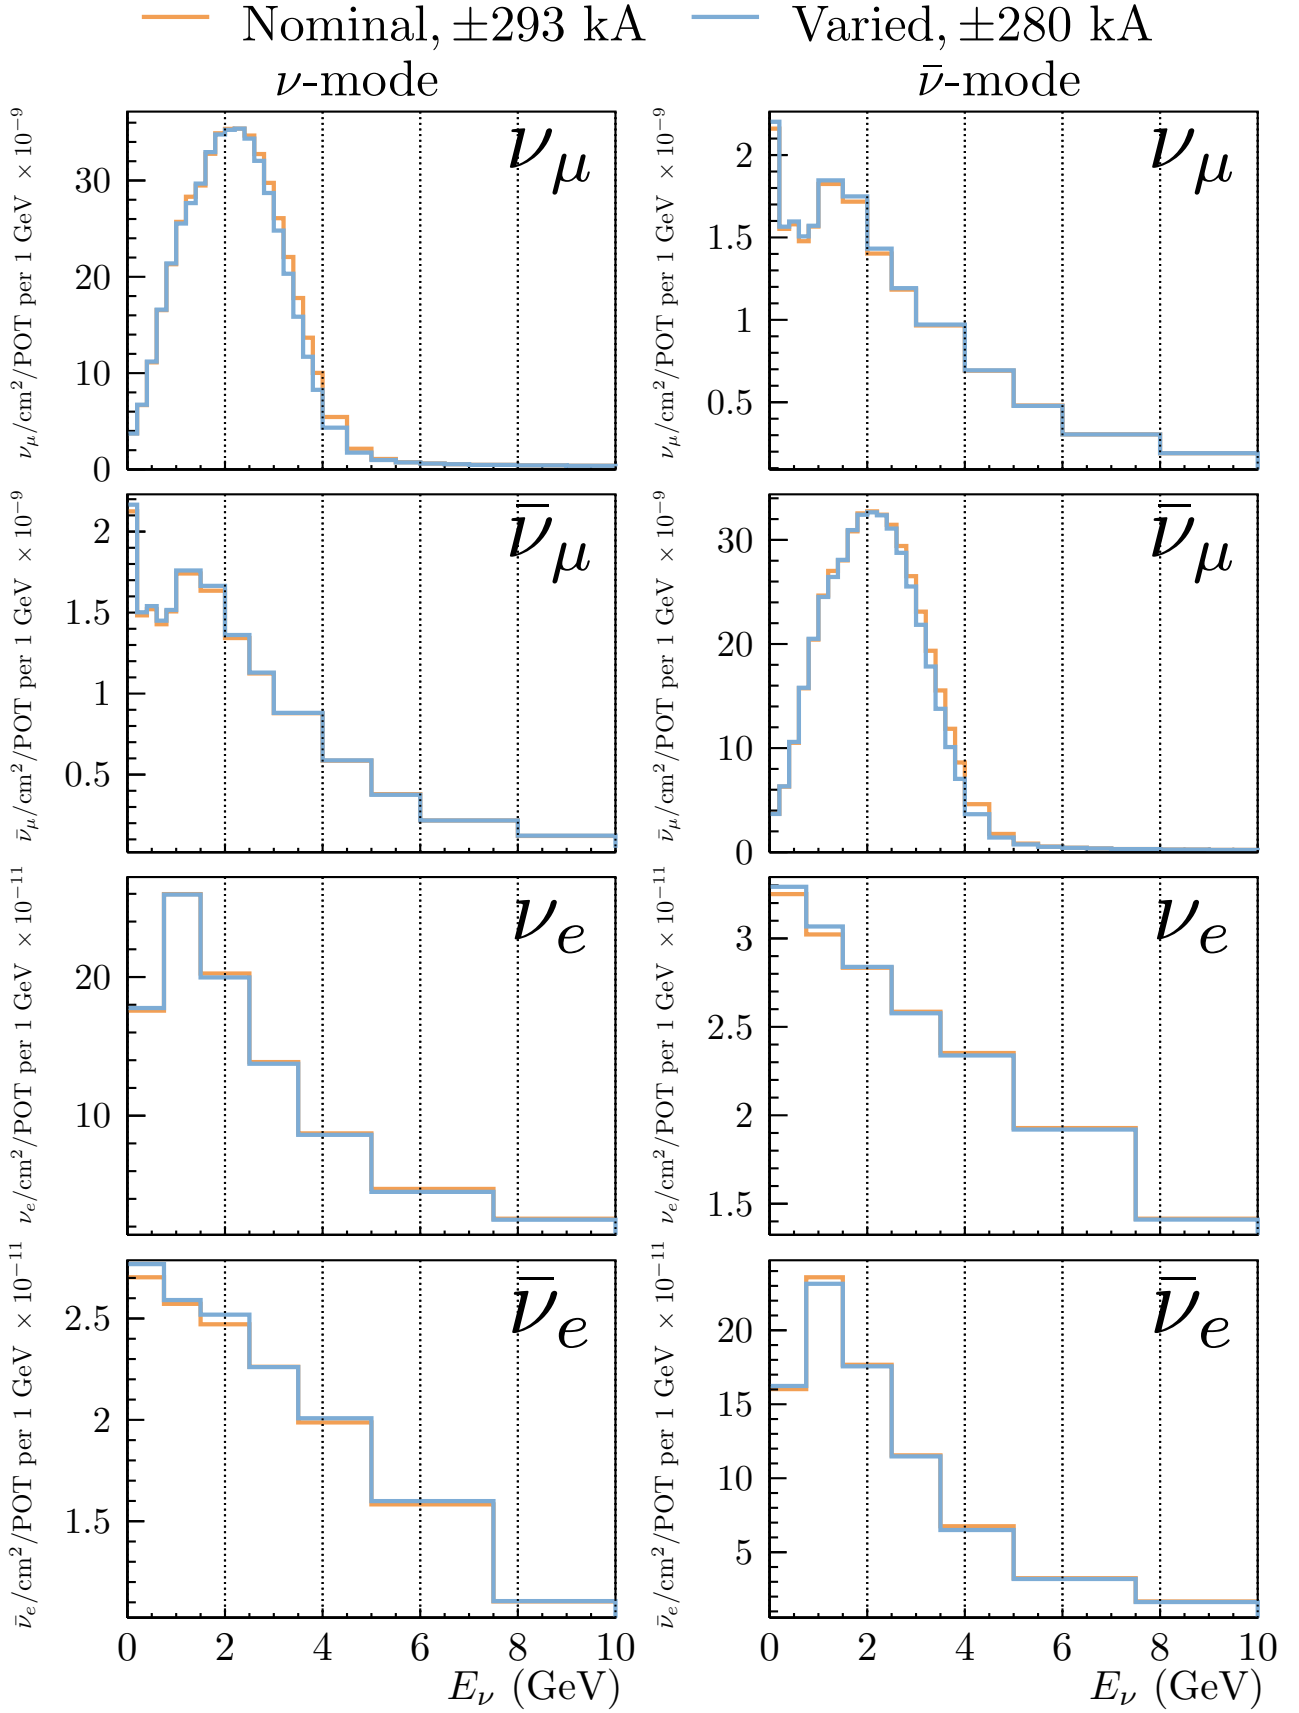 Nominal, ±293 kA Varied, ±280 kA
ν-mode ν̄-mode
ν_μ/cm²/POT per 1 GeV ×10⁻⁹
30
20
10
0
ν_μ
ν_μ/cm²/POT per 1 GeV ×10⁻⁹
2
1.5
1
0.5
ν_μ
ν̄_μ/cm²/POT per 1 GeV ×10⁻⁹
2
1.5
1
0.5
ν̄_μ
ν̄_μ/cm²/POT per 1 GeV ×10⁻⁹
30
20
10
0
ν̄_μ
ν_e/cm²/POT per 1 GeV ×10⁻¹¹
20
10
ν_e
ν_e/cm²/POT per 1 GeV ×10⁻¹¹
3
2.5
2
1.5
ν_e
ν̄_e/cm²/POT per 1 GeV ×10⁻¹¹
2.5
2
1.5
ν̄_e
0 2 4 6 8 10
E_ν (GeV)
ν̄_e/cm²/POT per 1 GeV ×10⁻¹¹
20
15
10
5
ν̄_e
0 2 4 6 8 10
E_ν (GeV)